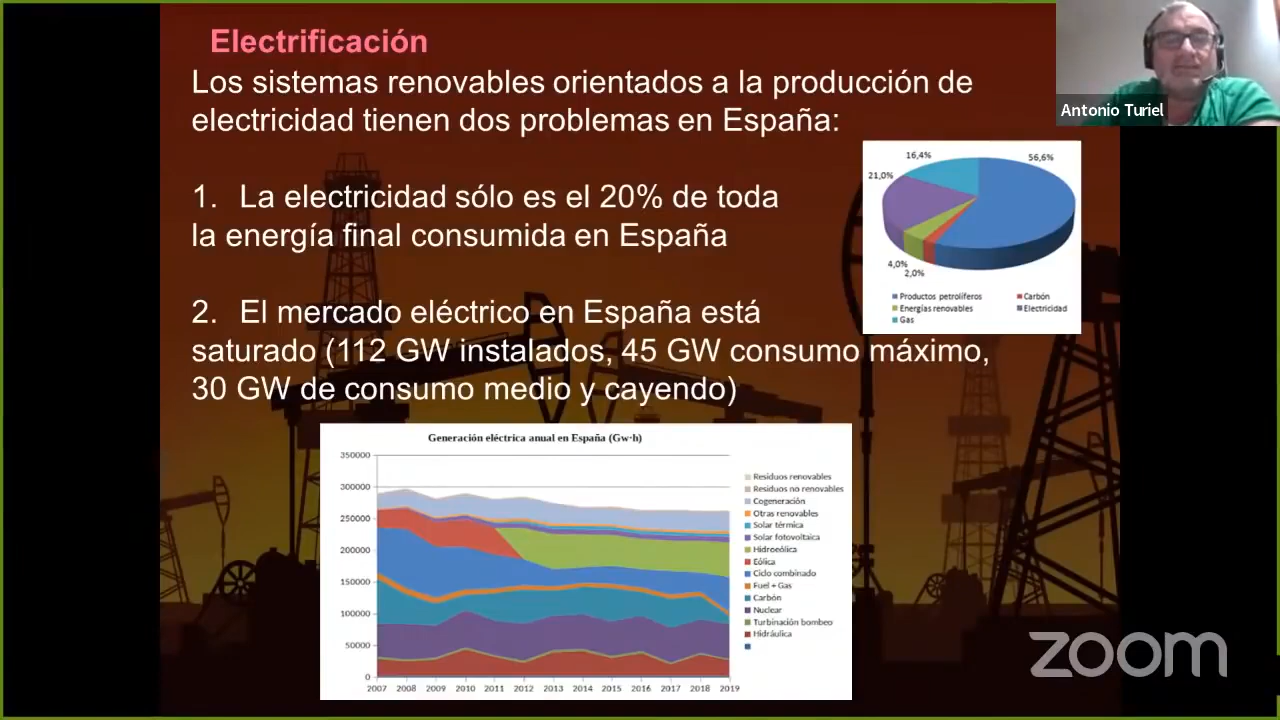 Electrificación
Los sistemas renovables orientados a la producción de
electricidad tienen dos problemas en España:
1. La electricidad sólo es el 20% de toda
la energía final consumida en España
2. El mercado eléctrico en España está
saturado (112 GW instalados, 45 GW consumo máximo,
30 GW de consumo medio y cayendo)
Antonio Turiel
16,4%
56,6%
21,0%
4,0%
2,0%
Productos petrolíferos
Carbón
Energías renovables
Electricidad
Gas
Generación eléctrica anual en España (Gw·h)
350000
300000
250000
200000
150000
100000
50000
0
2007 2008 2009 2010 2011 2012 2013 2014 2015 2016 2017 2018 2019
Residuos renovables
Residuos no renovables
Cogeneración
Otras renovables
Solar térmica
Solar fotovoltaica
Hidroeólica
Eólica
Ciclo combinado
Fuel + Gas
Carbón
Nuclear
Turbinación bombeo
Hidráulica
zoom